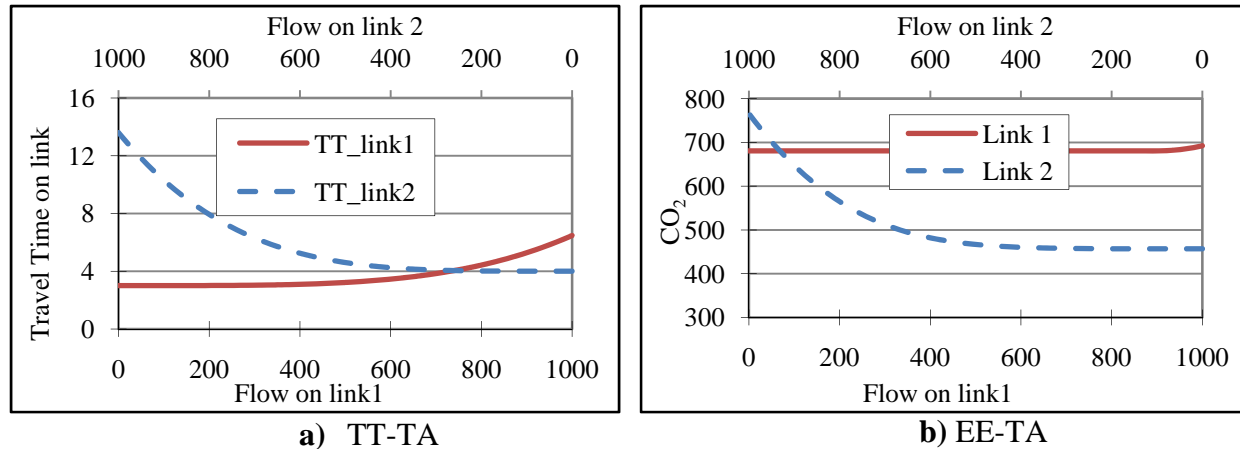 Flow on link 2
1000 800 600 400 200 0
16
12
8
4
0
Travel Time on link
TT_link1
TT_link2
0 200 400 600 800 1000
Flow on link1
a) TT-TA
Flow on link 2
1000 800 600 400 200 0
800
700
600
500
400
300
CO2
Link 1
Link 2
0 200 400 600 800 1000
Flow on link1
b) EE-TA